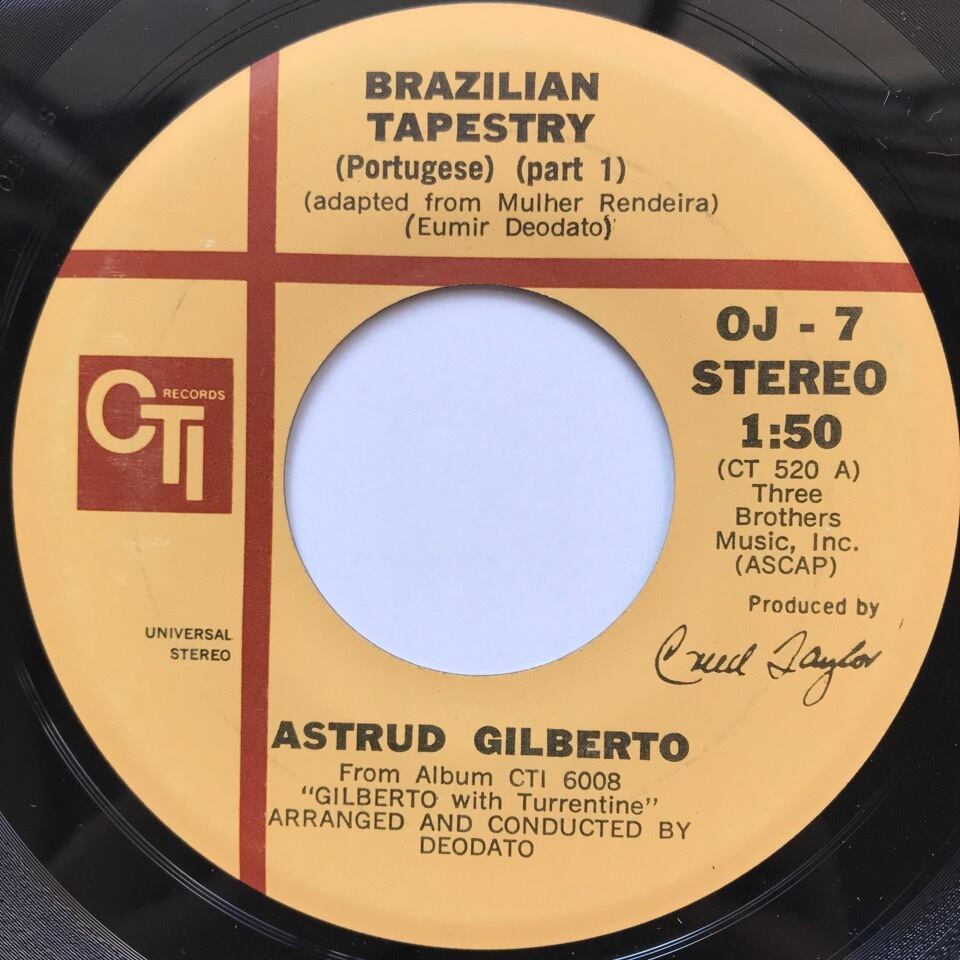 BRAZILIAN
TAPESTRY
(Portugese) (part 1)
(adapted from Mulher Rendeira)
(Eumir Deodato)
OJ - 7
STEREO
1:50
(CT 520 A)
Three
Brothers
Music, Inc.
(ASCAP)
Produced by
Creed Taylor
RECORDS
CTI
UNIVERSAL
STEREO
ASTRUD GILBERTO
From Album CTI 6008
"GILBERTO with Turrentine"
ARRANGED AND CONDUCTED BY
DEODATO